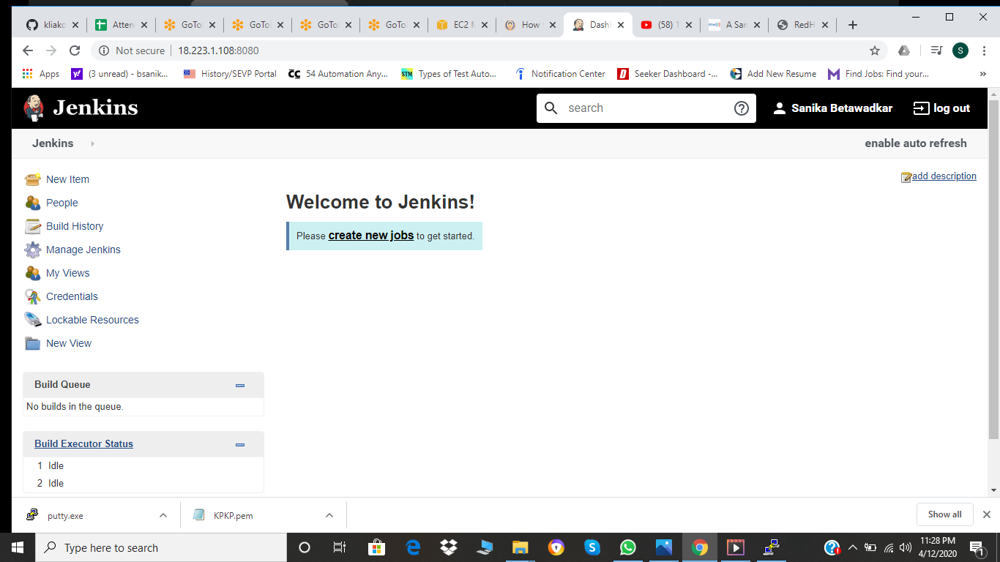 kliako
Atten
GoTo
GoTo
GoTo
GoTo
EC2 M
How
Dash
(58) 1
A San
RedH
Not secure
18.223.1.108:8080
S
Apps
(3 unread) - bsanik...
History/SEVP Portal
54 Automation Any...
STM
Types of Test Auto...
Notification Center
Seeker Dashboard -...
Add New Resume
Find Jobs: Find your...
»
Jenkins
search
Sanika Betawadkar
log out
Jenkins
enable auto refresh
add description
New Item
People
Build History
Manage Jenkins
My Views
Credentials
Lockable Resources
New View
Welcome to Jenkins!
Please create new jobs to get started.
Build Queue
No builds in the queue.
Build Executor Status
1 Idle
2 Idle
putty.exe
KPKP.pem
Show all
Type here to search
11:28 PM
4/12/2020
1